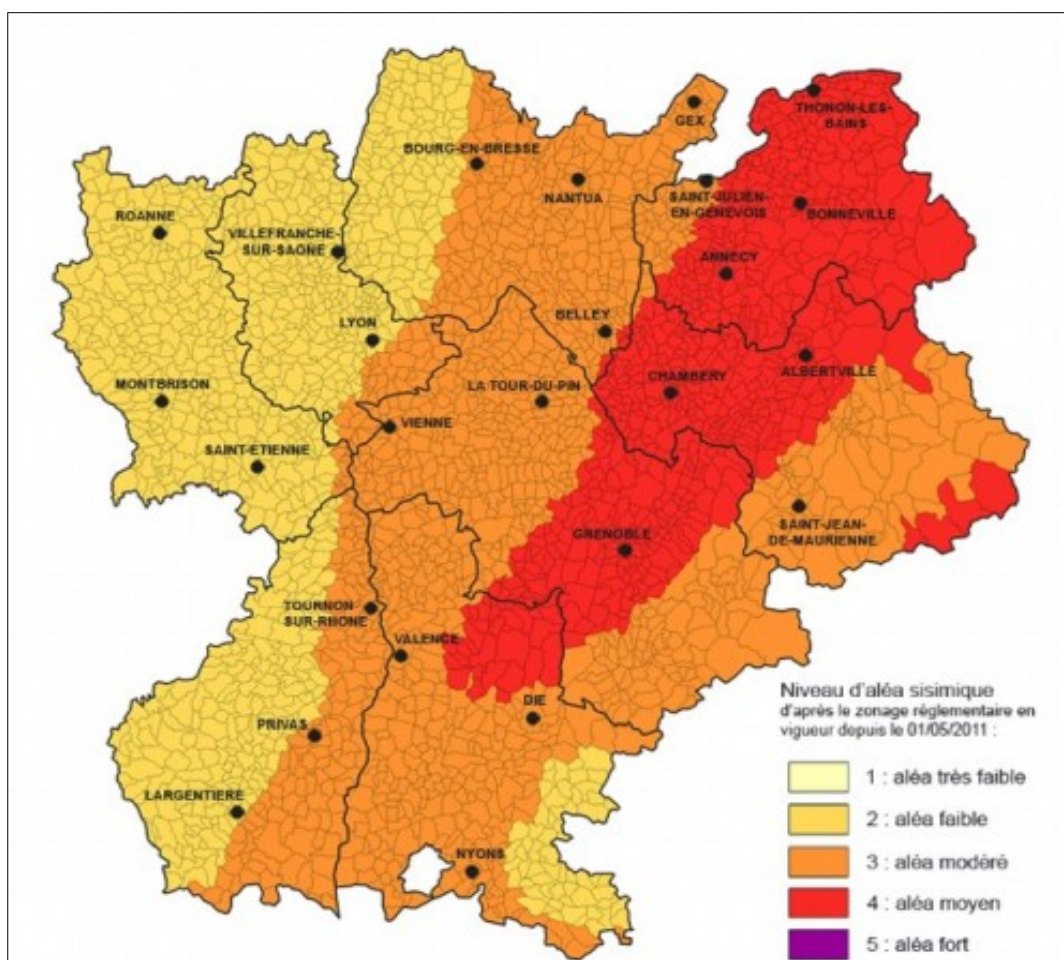 THONON-LES-
BAINS
GEX
BOURG-EN-BRESSE
NANTUA
SAINT-JULIEN-
EN-GENEVOIS
BONNEVILLE
ROANNE
VILLEFRANCHE-
SUR-SAONE
ANNECY
LYON
BELLEY
ALBERTVILLE
MONTBRISON
LA TOUR-DU-PIN
CHAMBERY
VIENNE
SAINT-ETIENNE
SAINT-JEAN-
DE-MAURIENNE
GRENOBLE
TOURNON
SUR-RHONE
VALENCE
DIE
PRIVAS
LARGENTIERE
NYONS
Niveau d'aléa sisimique
d'après le zonage réglementaire en
vigueur depuis le 01/05/2011 :
1 : aléa très faible
2 : aléa faible
3 : aléa modéré
4 : aléa moyen
5 : aléa fort